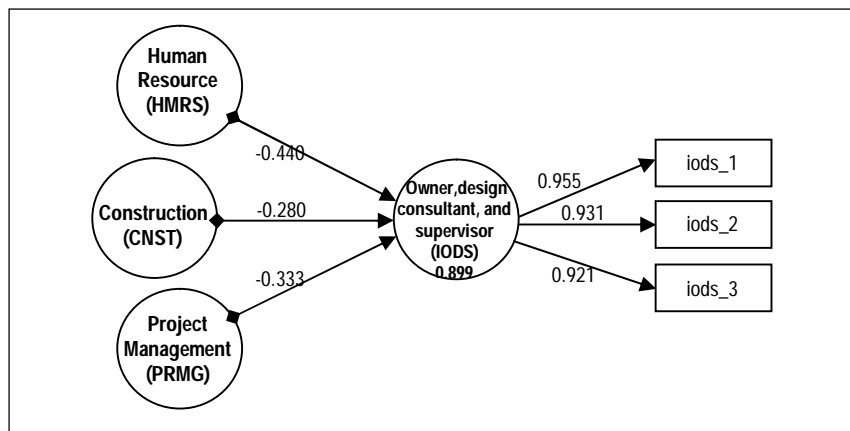 Human
Resource
(HMRS)
-0.440
Construction
(CNST)
-0.280
Project
Management
(PRMG)
-0.333
Owner,design
consultant, and
supervisor
(IODS)
0.899
0.955
iods_1
0.931
iods_2
0.921
iods_3